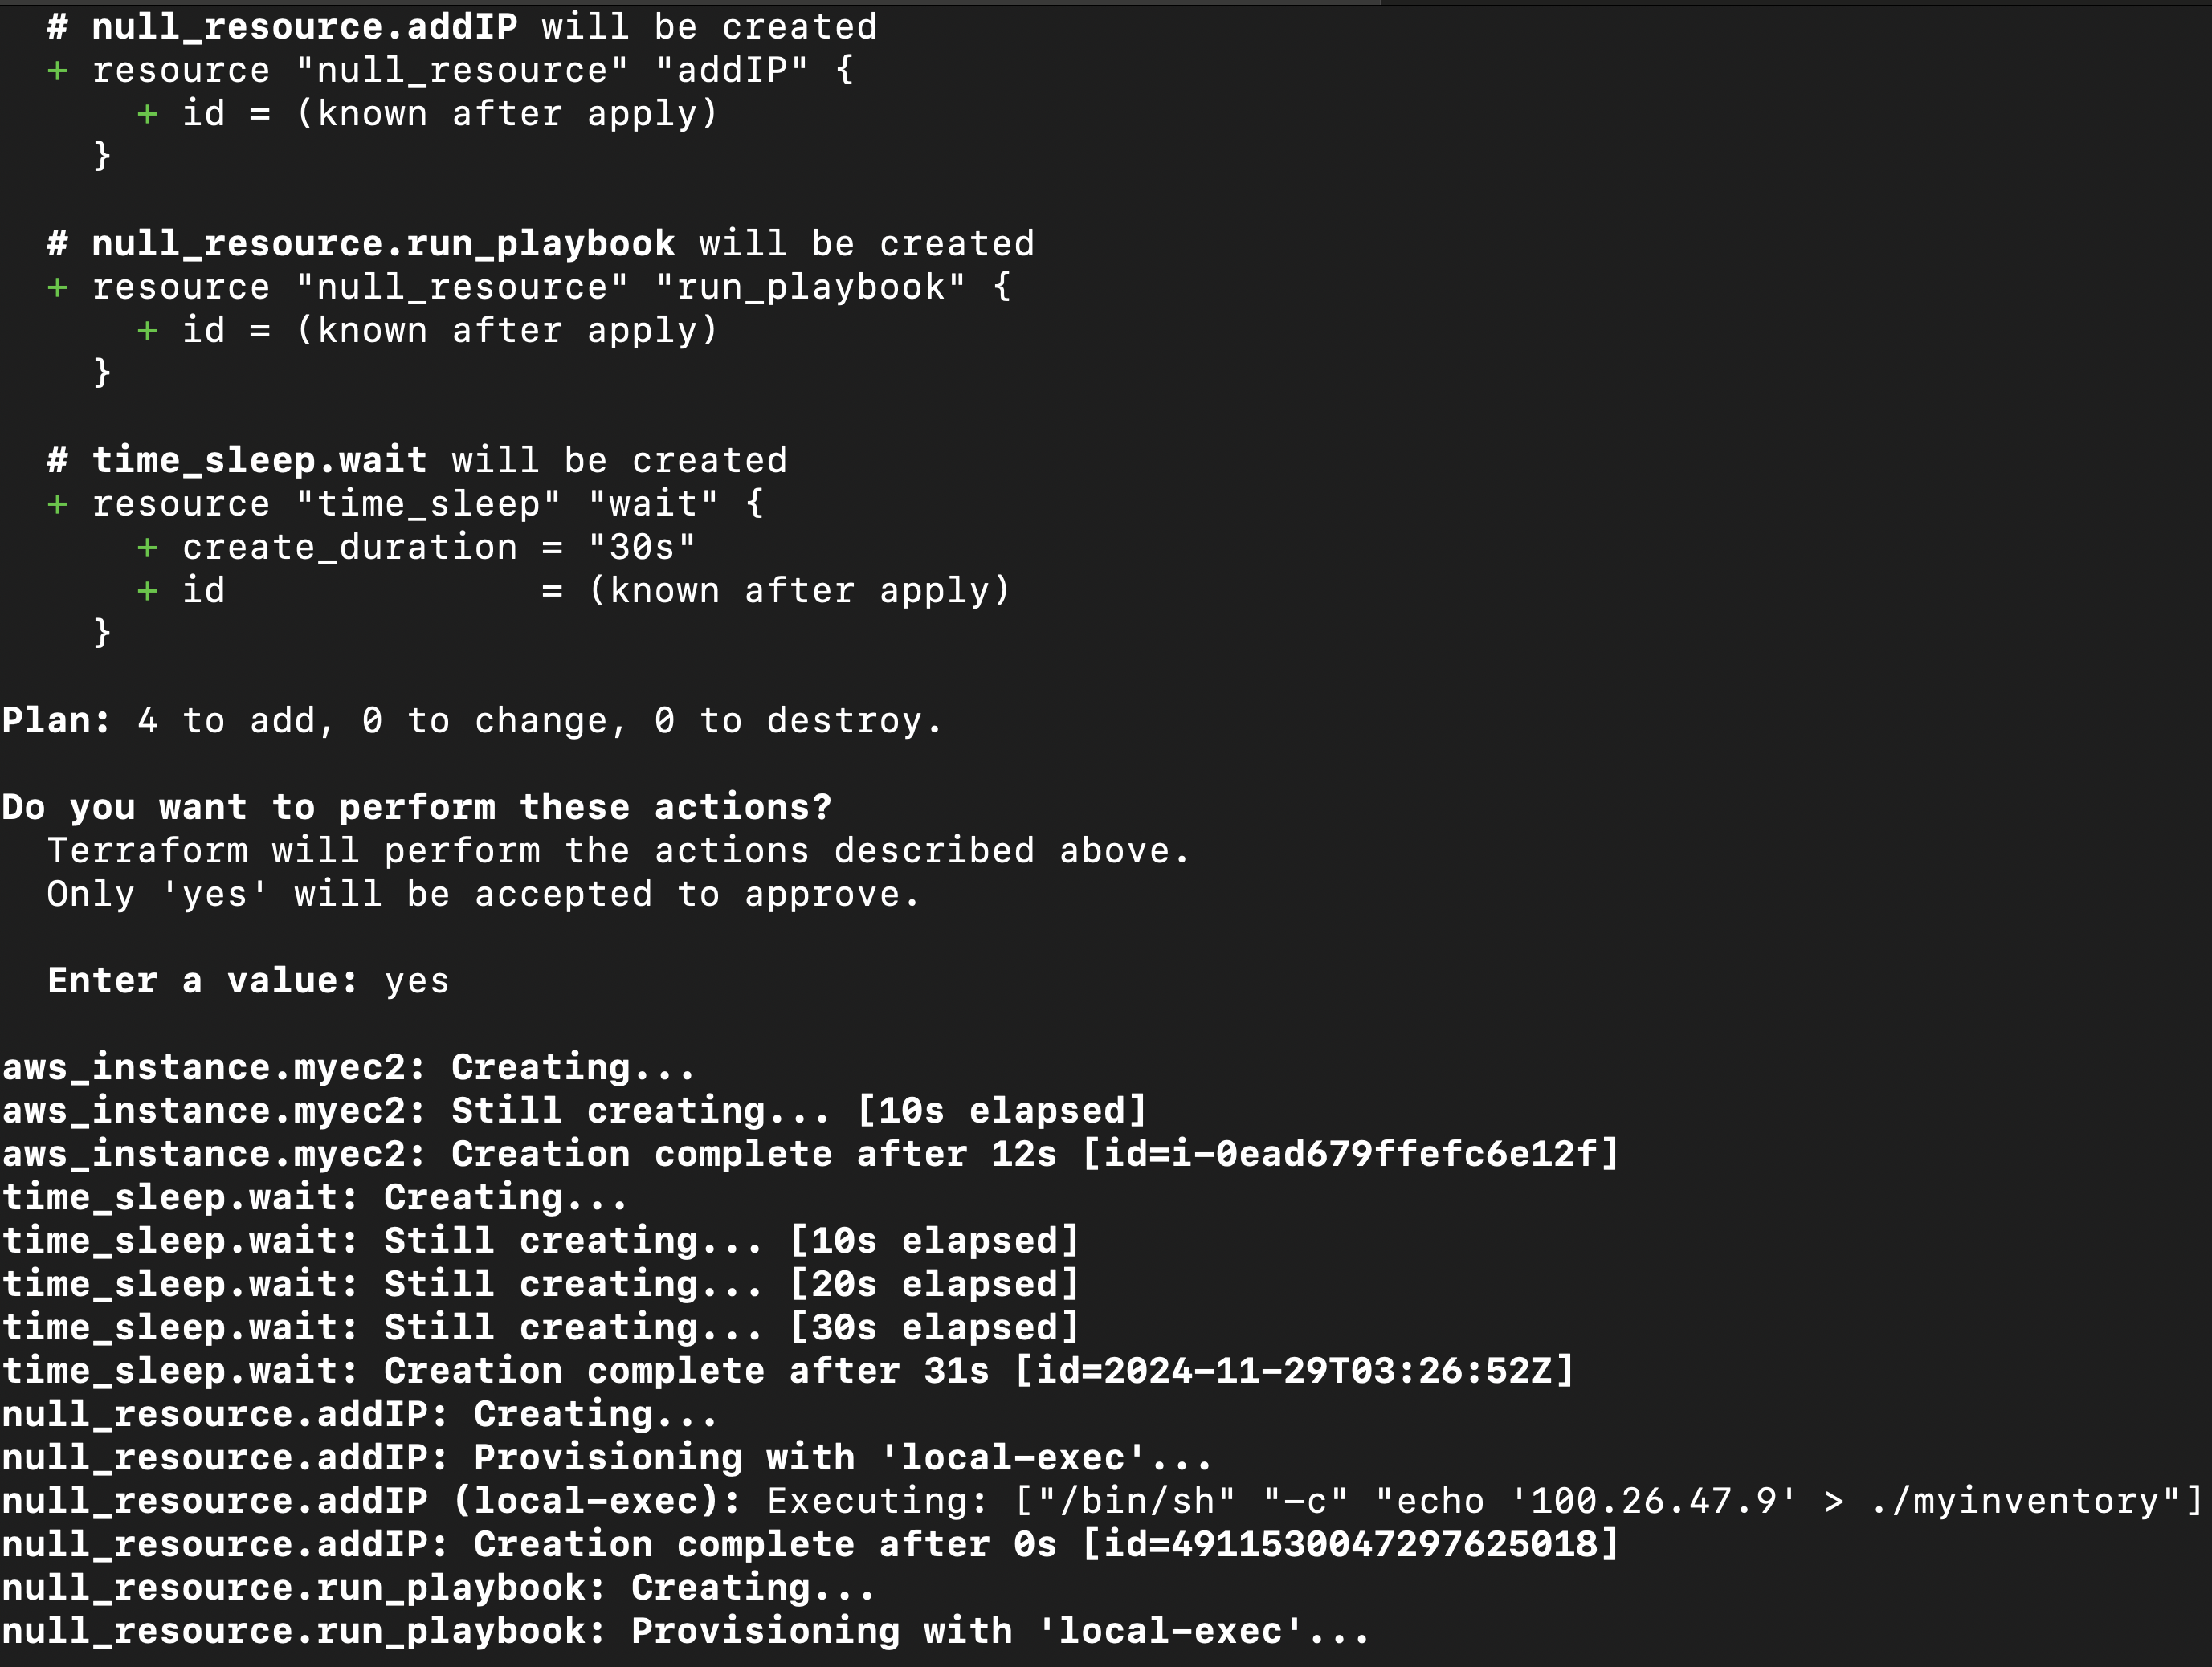 # null_resource.addIP will be created
+ resource "null_resource" "addIP" {
+ id = (known after apply)
}
# null_resource.run_playbook will be created
+ resource "null_resource" "run_playbook" {
+ id = (known after apply)
}
# time_sleep.wait will be created
+ resource "time_sleep" "wait" {
+ create_duration = "30s"
+ id = (known after apply)
}
Plan: 4 to add, 0 to change, 0 to destroy.
Do you want to perform these actions?
Terraform will perform the actions described above.
Only 'yes' will be accepted to approve.
Enter a value: yes
aws_instance.myec2: Creating...
aws_instance.myec2: Still creating... [10s elapsed]
aws_instance.myec2: Creation complete after 12s [id=i-0ead679ffefc6e12f]
time_sleep.wait: Creating...
time_sleep.wait: Still creating... [10s elapsed]
time_sleep.wait: Still creating... [20s elapsed]
time_sleep.wait: Still creating... [30s elapsed]
time_sleep.wait: Creation complete after 31s [id=2024-11-29T03:26:52Z]
null_resource.addIP: Creating...
null_resource.addIP: Provisioning with 'local-exec'...
null_resource.addIP (local-exec): Executing: ["/bin/sh" "-c" "echo '100.26.47.9' > ./myinventory"]
null_resource.addIP: Creation complete after 0s [id=4911530047297625018]
null_resource.run_playbook: Creating...
null_resource.run_playbook: Provisioning with 'local-exec'...